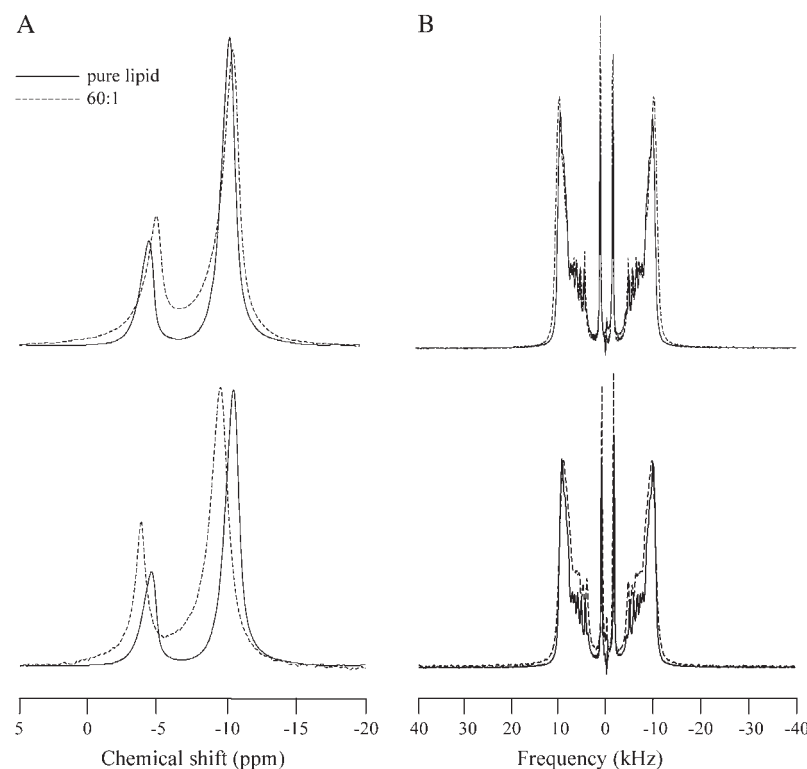 A B
pure lipid
60:1
5 0 -5 -10 -15 -20
40 30 20 10 0 -10 -20 -30 -40
Chemical shift (ppm)
Frequency (kHz)